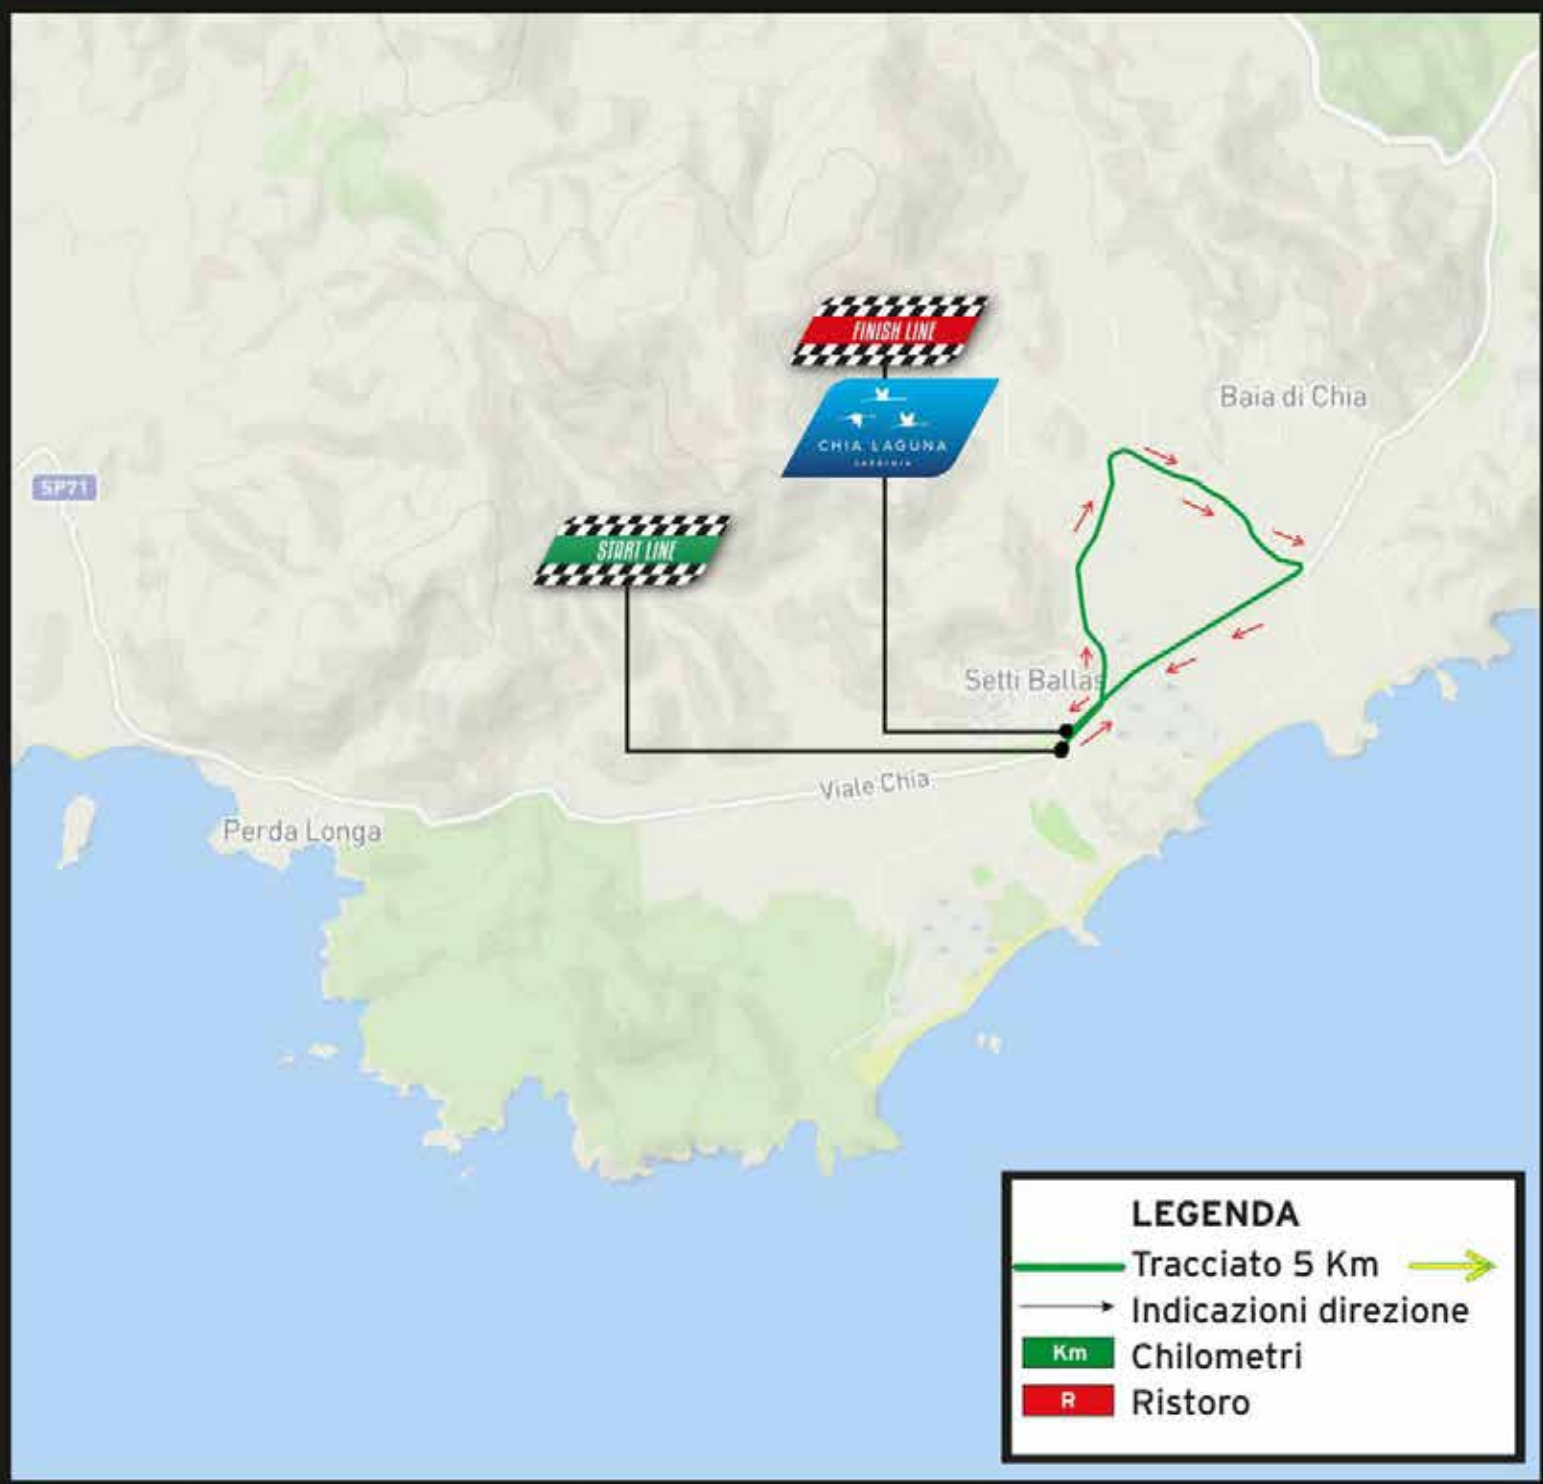 FINISH LINE
Baia di Chia
CHIA LAGUNA
SARDINIA
SP71
START LINE
Setti Ballas
Viale Chia
Perda Longa
LEGENDA
Tracciato 5 Km
Indicazioni direzione
Km Chilometri
R Ristoro